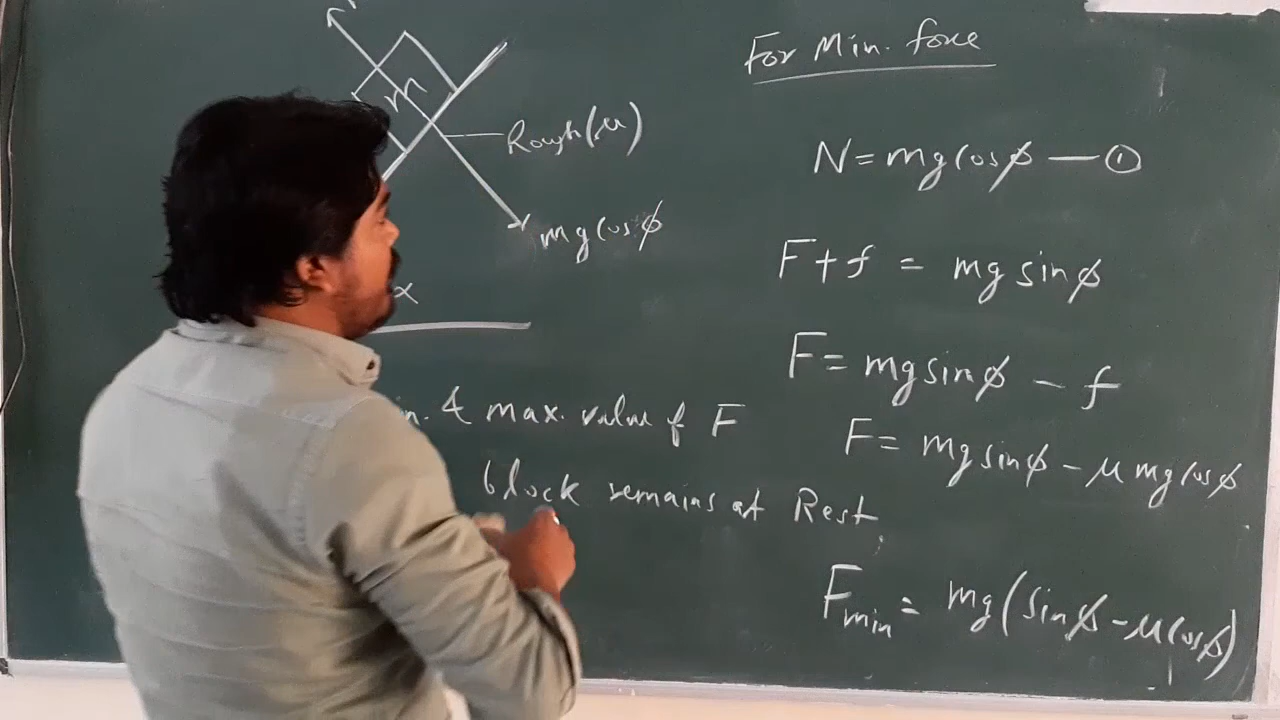 m
Rough(μ)
mg cosϕ
α
n. & max. value of F
block remains at Rest
For Min. force
N = mg cosϕ — ①
F + f = mg sinϕ
F = mg sinϕ - f
F = mg sinϕ - μ mg cosϕ
Fmin = mg(sinϕ - μ cosϕ)